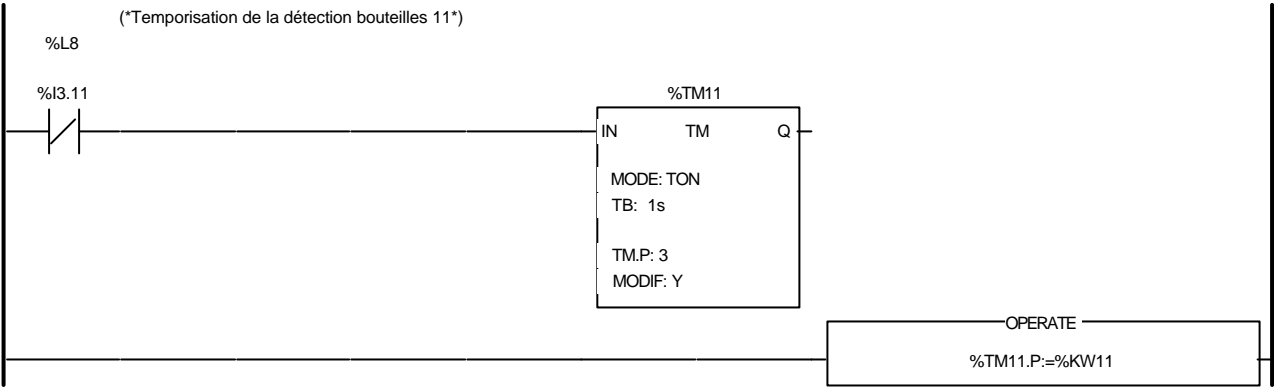 (*Temporisation de la détection bouteilles 11*)
%L8
%I3.11
%TM11
IN TM Q
MODE: TON
TB: 1s
TM.P: 3
MODIF: Y
OPERATE
%TM11.P:=%KW11